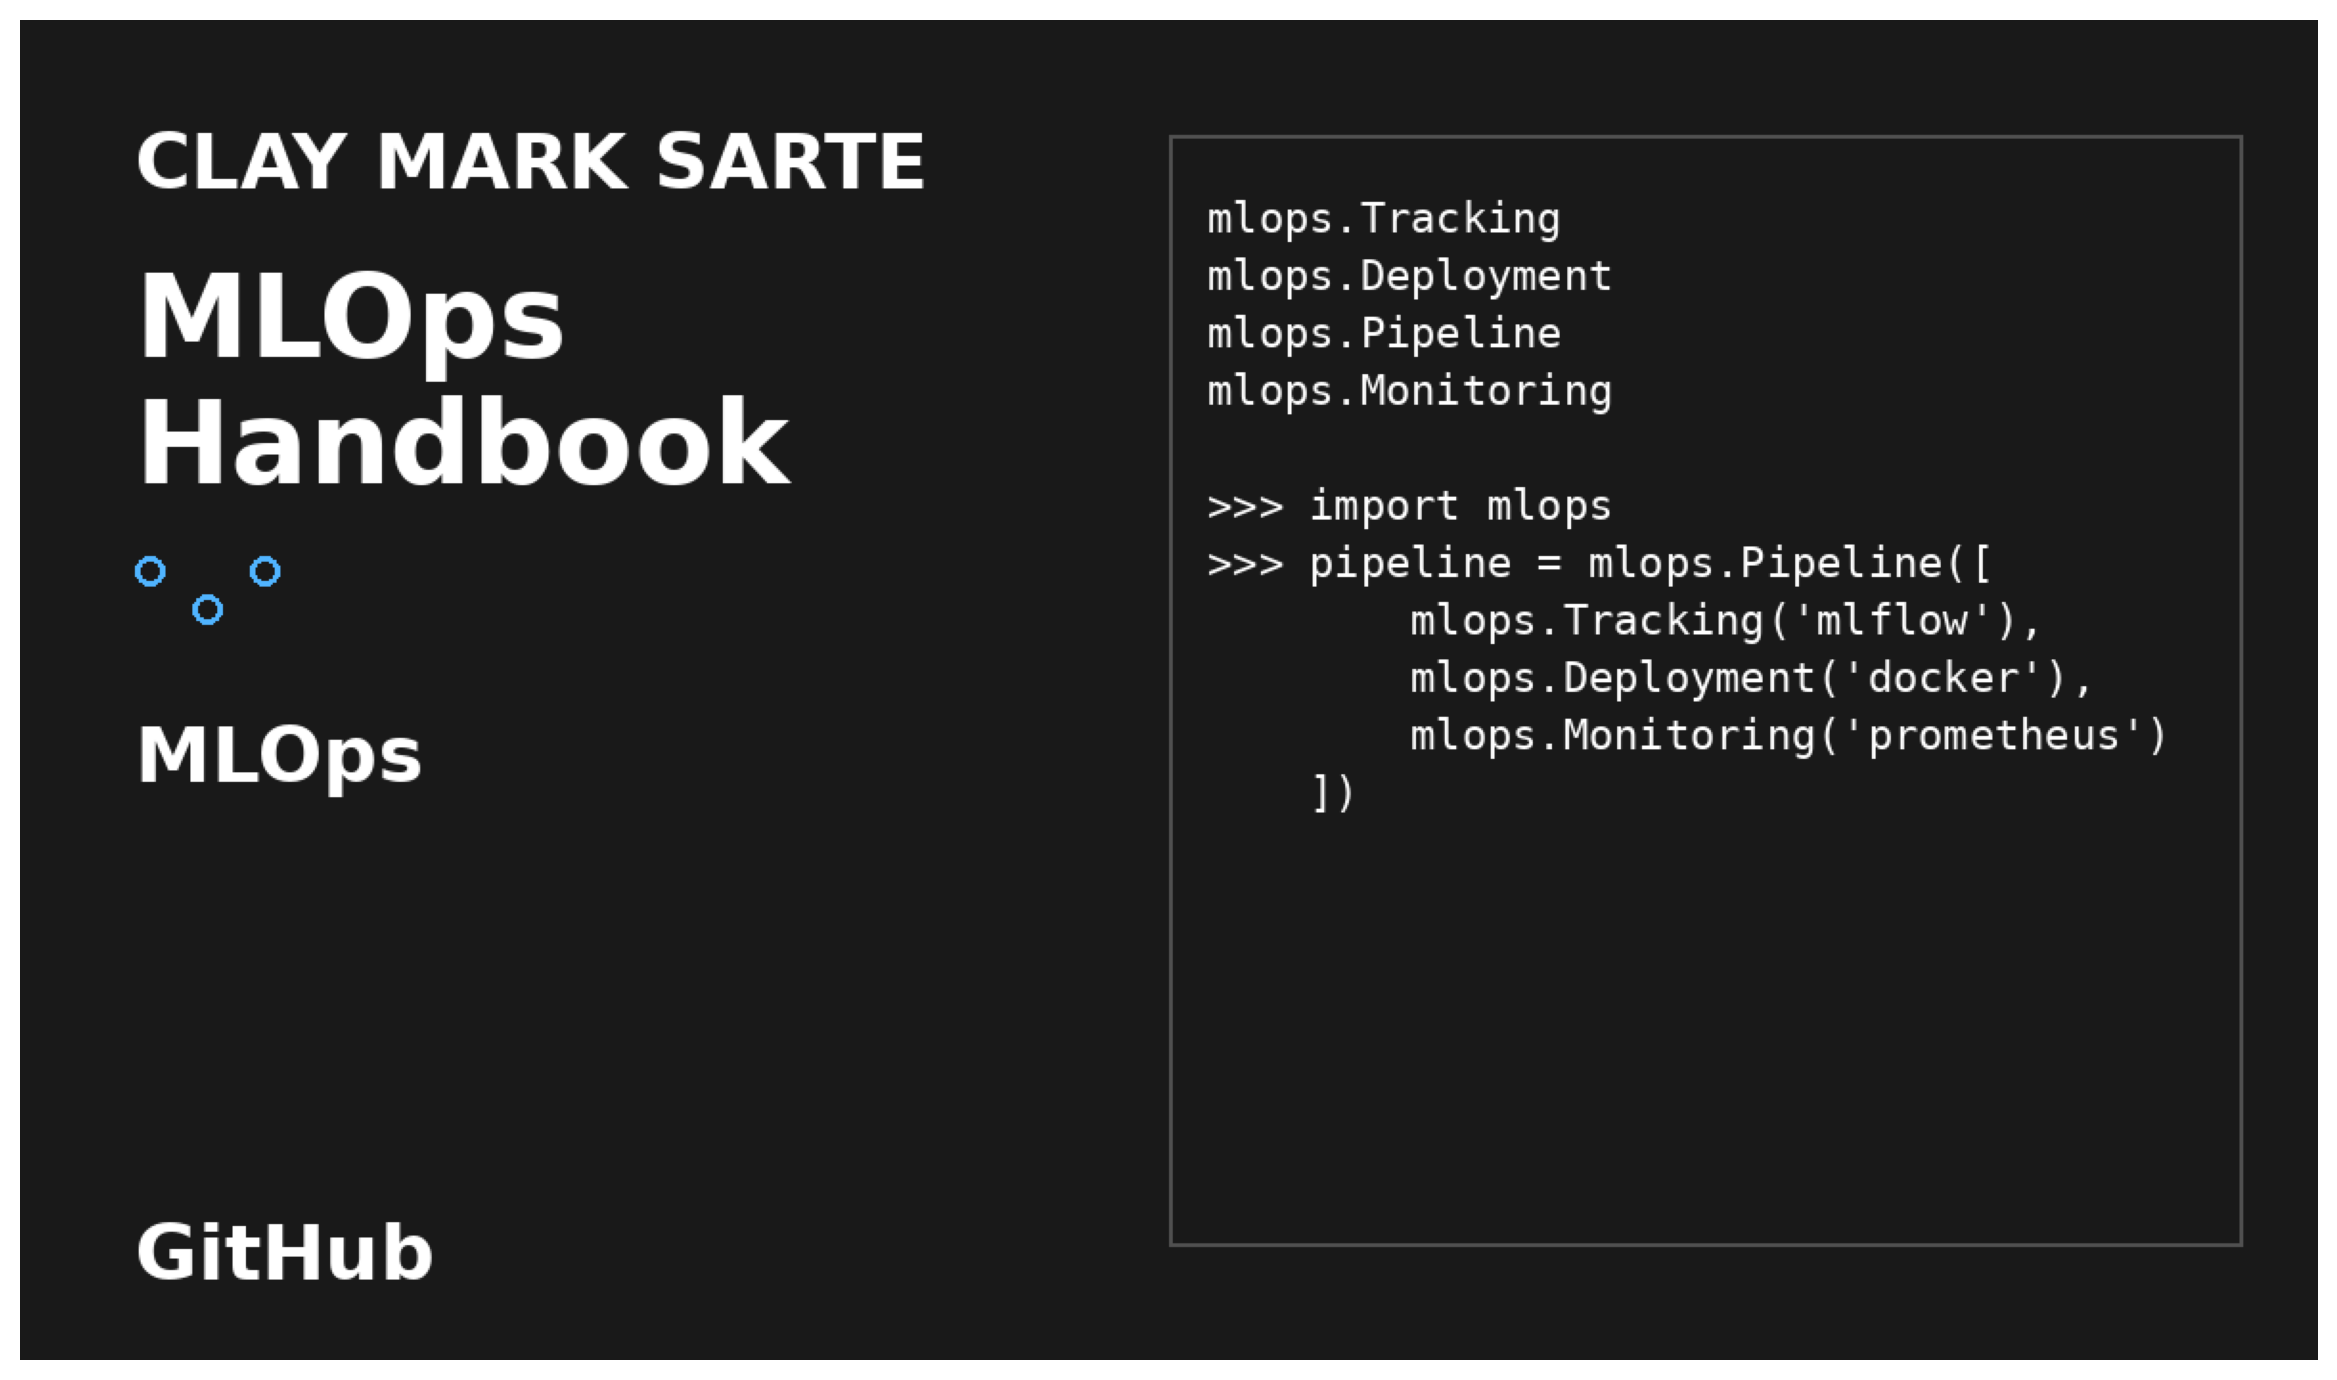 CLAY MARK SARTE
MLOps
Handbook
MLOps
GitHub
mlops.Tracking
mlops.Deployment
mlops.Pipeline
mlops.Monitoring
>>> import mlops
>>> pipeline = mlops.Pipeline([
        mlops.Tracking('mlflow'),
        mlops.Deployment('docker'),
        mlops.Monitoring('prometheus')
    ])